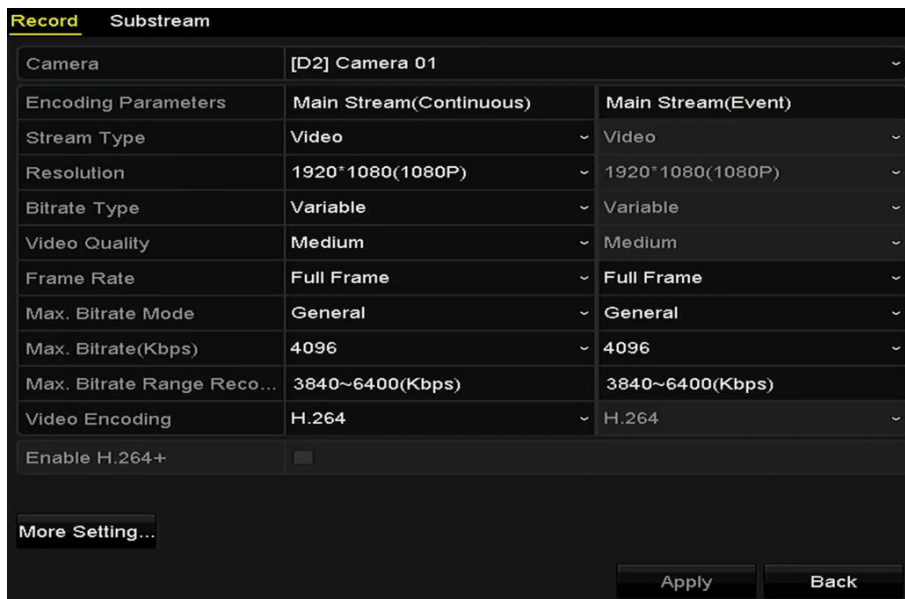 Record Substream
Camera [D2] Camera 01
Encoding Parameters Main Stream(Continuous) Main Stream(Event)
Stream Type Video Video
Resolution 1920*1080(1080P) 1920*1080(1080P)
Bitrate Type Variable Variable
Video Quality Medium Medium
Frame Rate Full Frame Full Frame
Max. Bitrate Mode General General
Max. Bitrate(Kbps) 4096 4096
Max. Bitrate Range Reco... 3840~6400(Kbps) 3840~6400(Kbps)
Video Encoding H.264 H.264
Enable H.264+
More Setting...
Apply Back